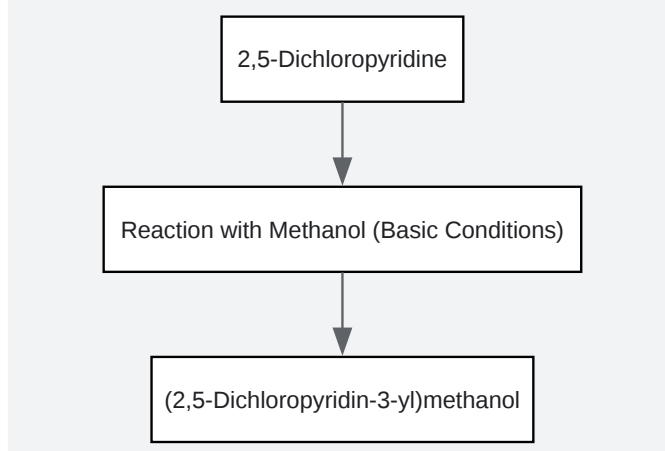 2,5-Dichloropyridine
Reaction with Methanol (Basic Conditions)
(2,5-Dichloropyridin-3-yl)methanol